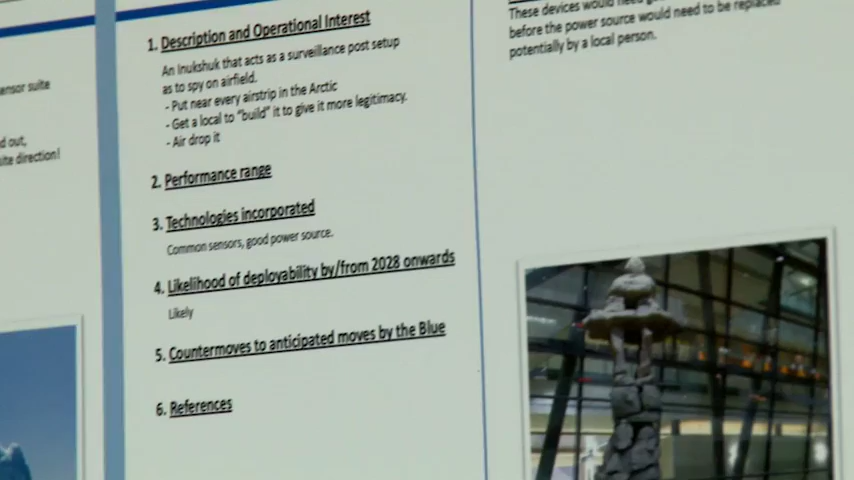 ensor suite
d out,
site direction!
1. Description and Operational Interest
An Inukshuk that acts as a surveillance post setup
as to spy on airfield.
- Put near every airstrip in the Arctic
- Get a local to “build” it to give it more legitimacy.
- Air drop it
2. Performance range
3. Technologies incorporated
Common sensors, good power source.
4. Likelihood of deployability by/from 2028 onwards
Likely
5. Countermoves to anticipated moves by the Blue
6. References
These devices would need
before the power source would need to be replaced
potentially by a local person.